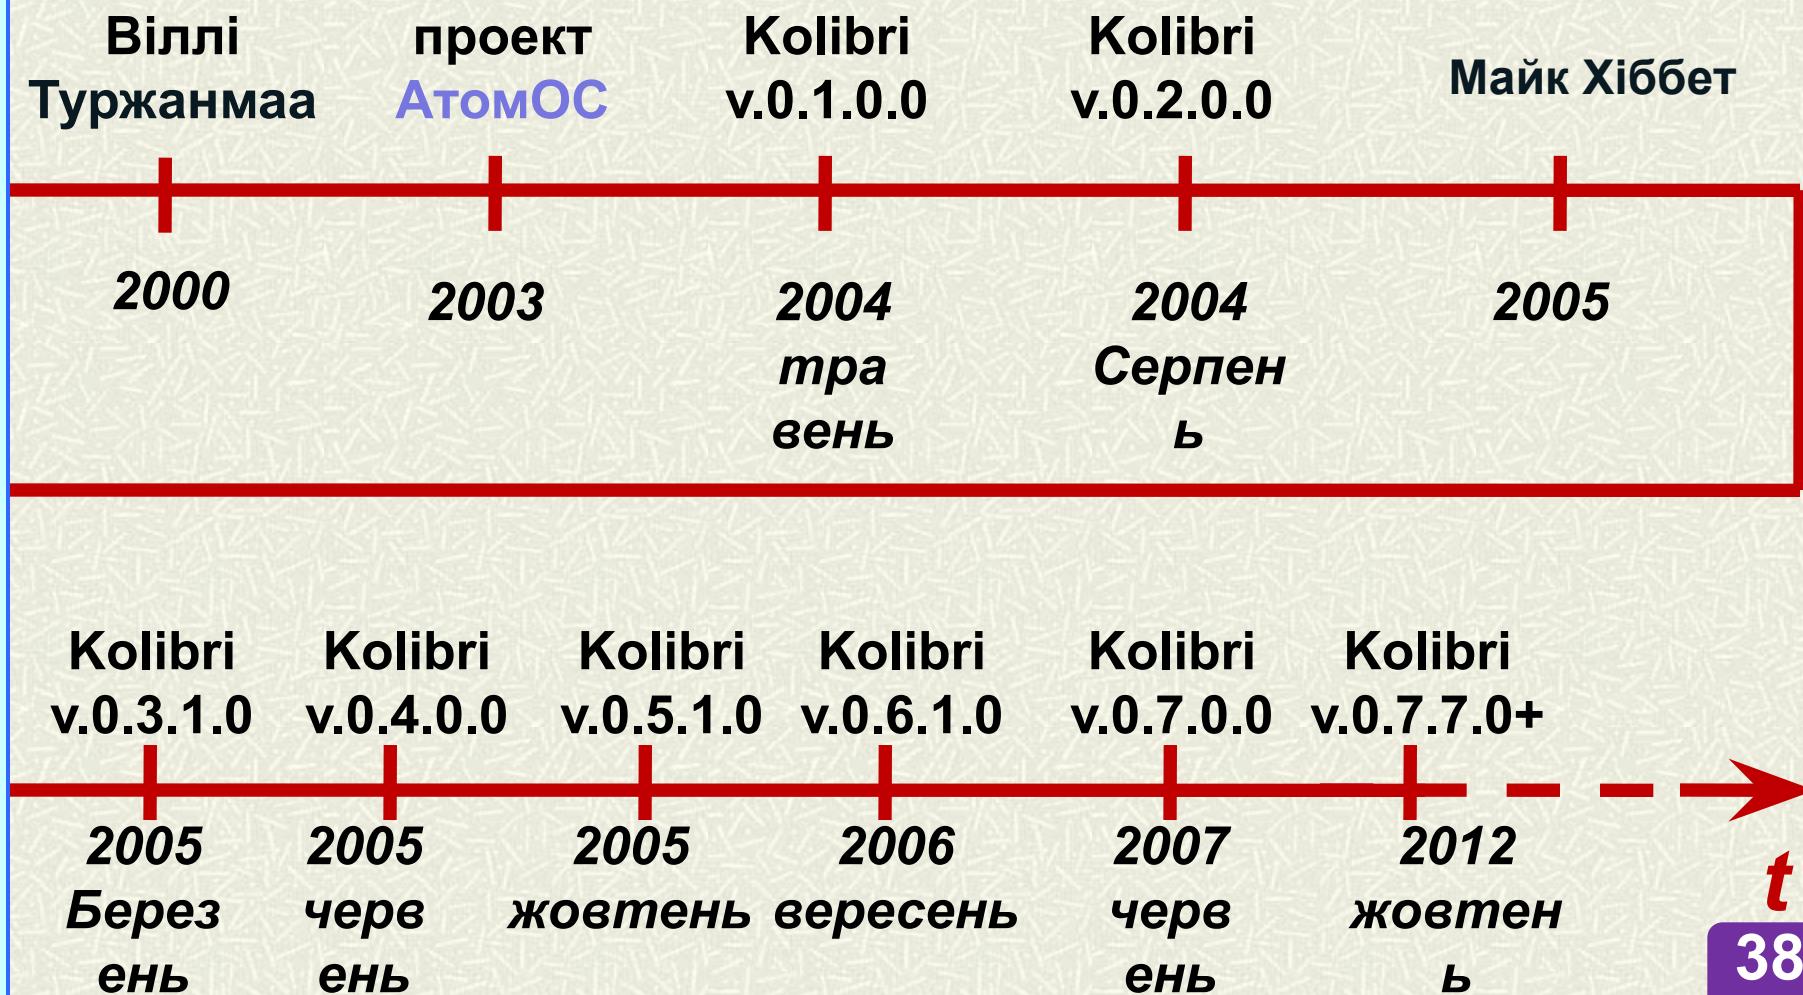 Віллі
Туржанмаа
проект
АтомОС
Kolibri
v.0.1.0.0
Kolibri
v.0.2.0.0
Майк Хіббет
2000
2003
2004
тра
вень
2004
Серпен
ь
2005
Kolibri
v.0.3.1.0
Kolibri
v.0.4.0.0
Kolibri
v.0.5.1.0
Kolibri
v.0.6.1.0
Kolibri
v.0.7.0.0
Kolibri
v.0.7.7.0+
2005
Берез
ень
2005
черв
ень
2005
жовтень
2006
вересень
2007
черв
ень
2012
жовтен
ь
t
38